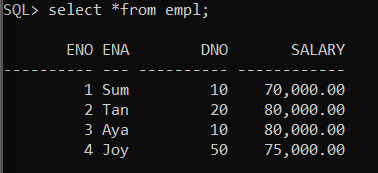 SQL> select *from empl;
ENO ENA DNO SALARY
---------- --- ---------- ------------
1 Sum 10 70,000.00
2 Tan 20 80,000.00
3 Aya 10 80,000.00
4 Joy 50 75,000.00